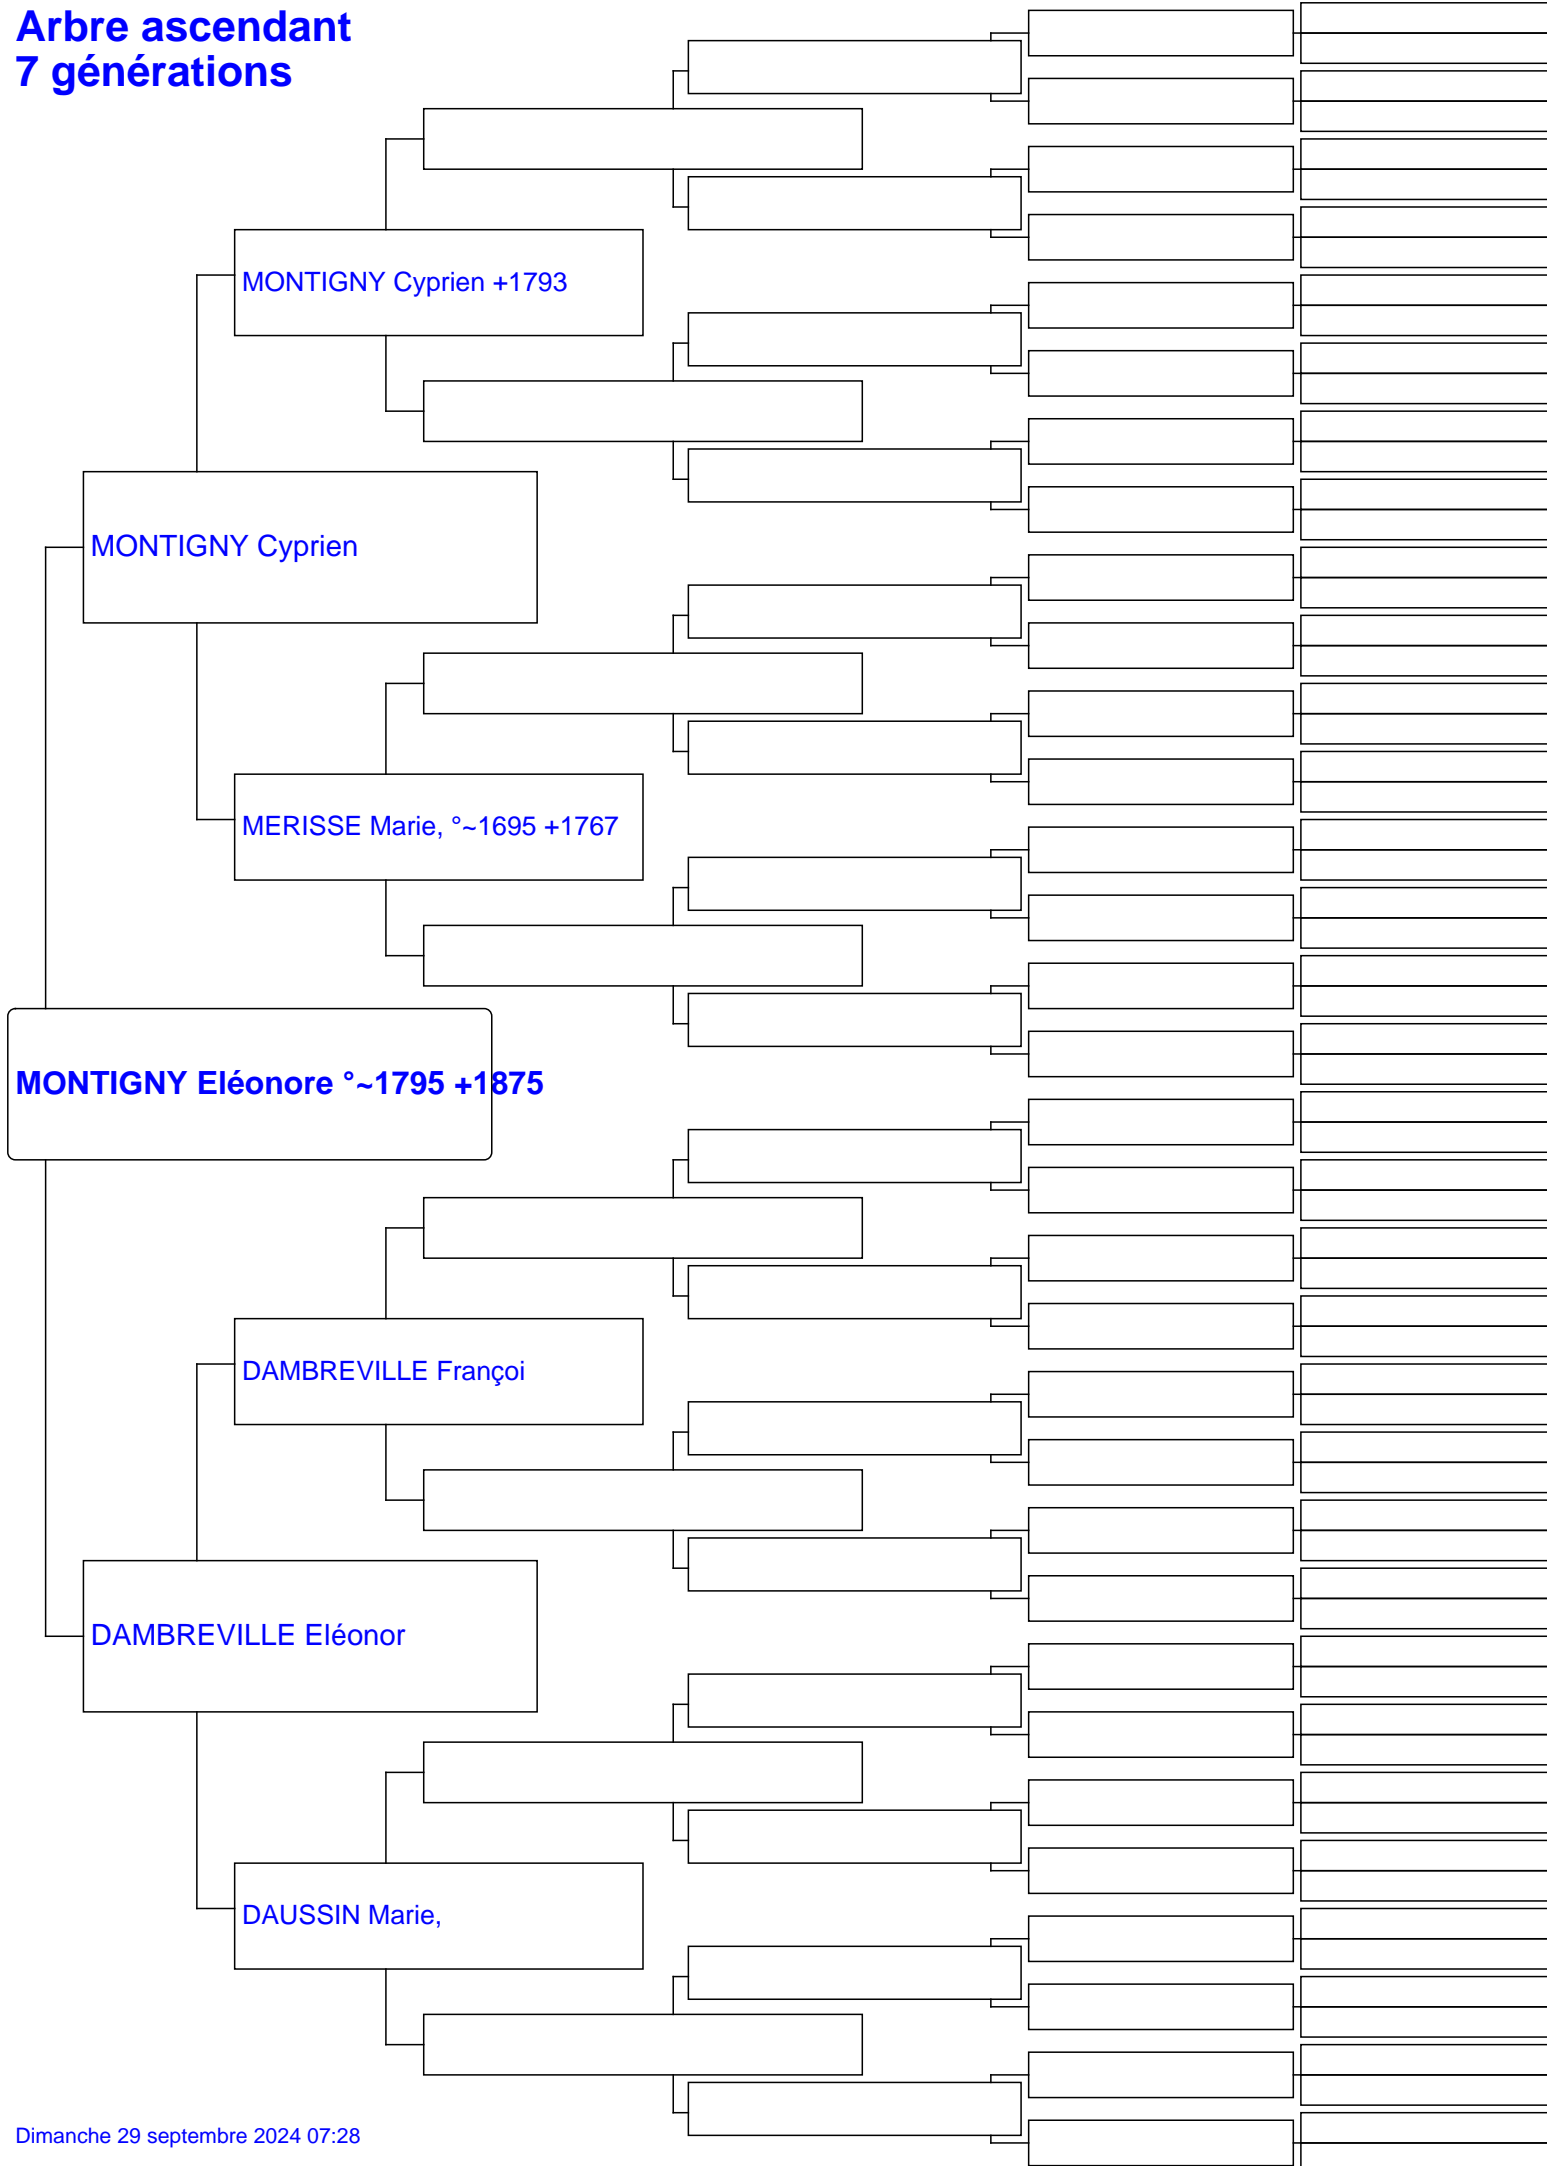 Arbre ascendant
7 générations
MONTIGNY Cyprien +1793
MONTIGNY Cyprien
MERISSE Marie, °~1695 +1767
MONTIGNY Eléonore °~1795 +1875
DAMBREVILLE Françoi
DAMBREVILLE Eléonor
DAUSSIN Marie,
Dimanche 29 septembre 2024 07:28